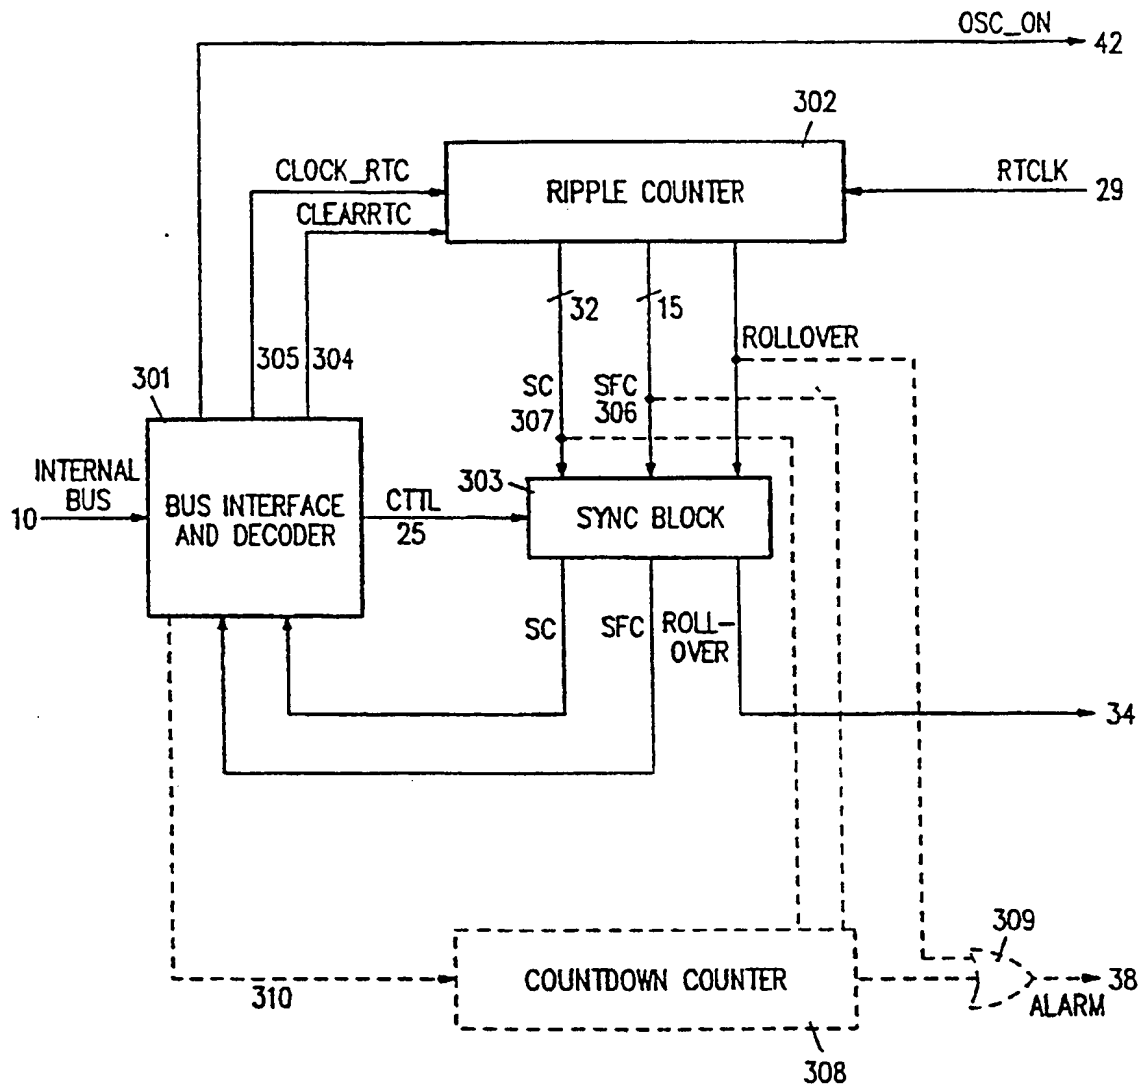 OSC_ON
42
302
CLOCK_RTC
RIPPLE COUNTER
RTCLK
29
CLEARRTC
32
15
305
304
ROLLOVER
301
SC
307
SFC
306
INTERNAL
BUS
10
BUS INTERFACE
AND DECODER
CTTL
25
303
SYNC BLOCK
SC
SFC
ROLL-
OVER
34
309
310
COUNTDOWN COUNTER
38
ALARM
308